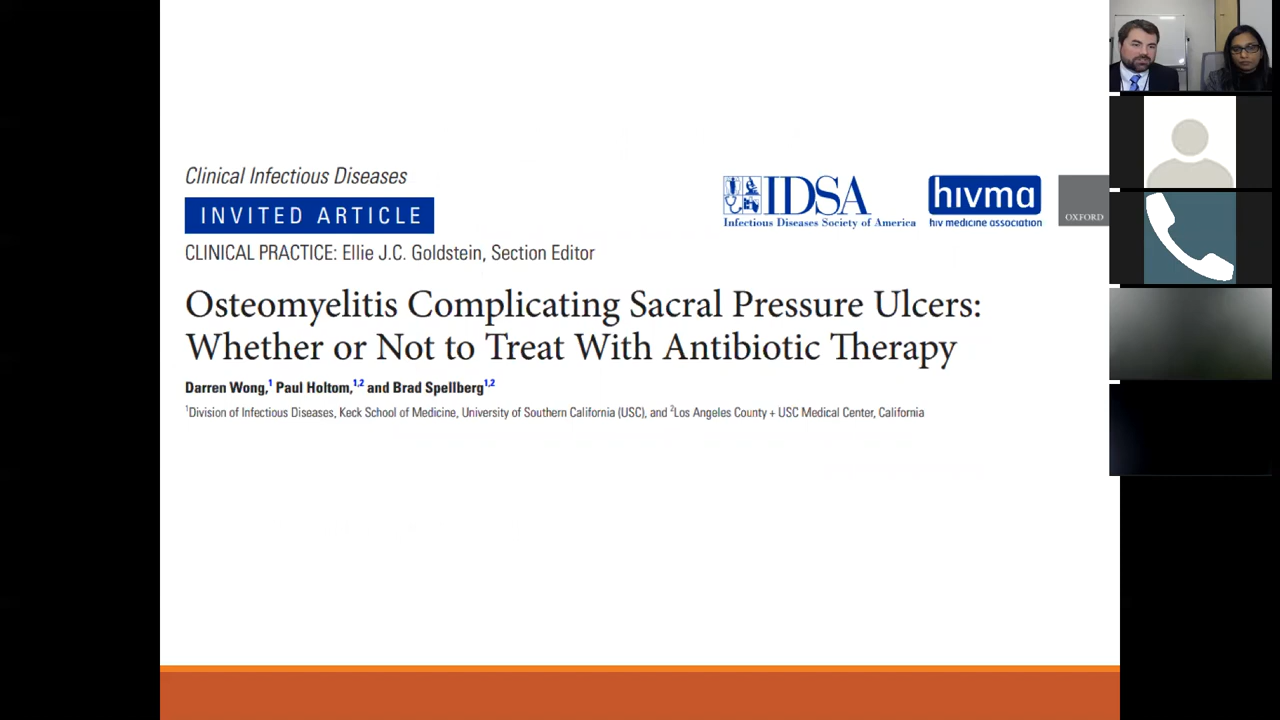 Clinical Infectious Diseases
INVITED ARTICLE
CLINICAL PRACTICE: Ellie J.C. Goldstein, Section Editor
IDSA
Infectious Diseases Society of America
hivma
hiv medicine association
OXFORD
Osteomyelitis Complicating Sacral Pressure Ulcers:
Whether or Not to Treat With Antibiotic Therapy
Darren Wong,1 Paul Holtom,1,2 and Brad Spellberg1,2
1Division of Infectious Diseases, Keck School of Medicine, University of Southern California (USC), and 2Los Angeles County + USC Medical Center, California